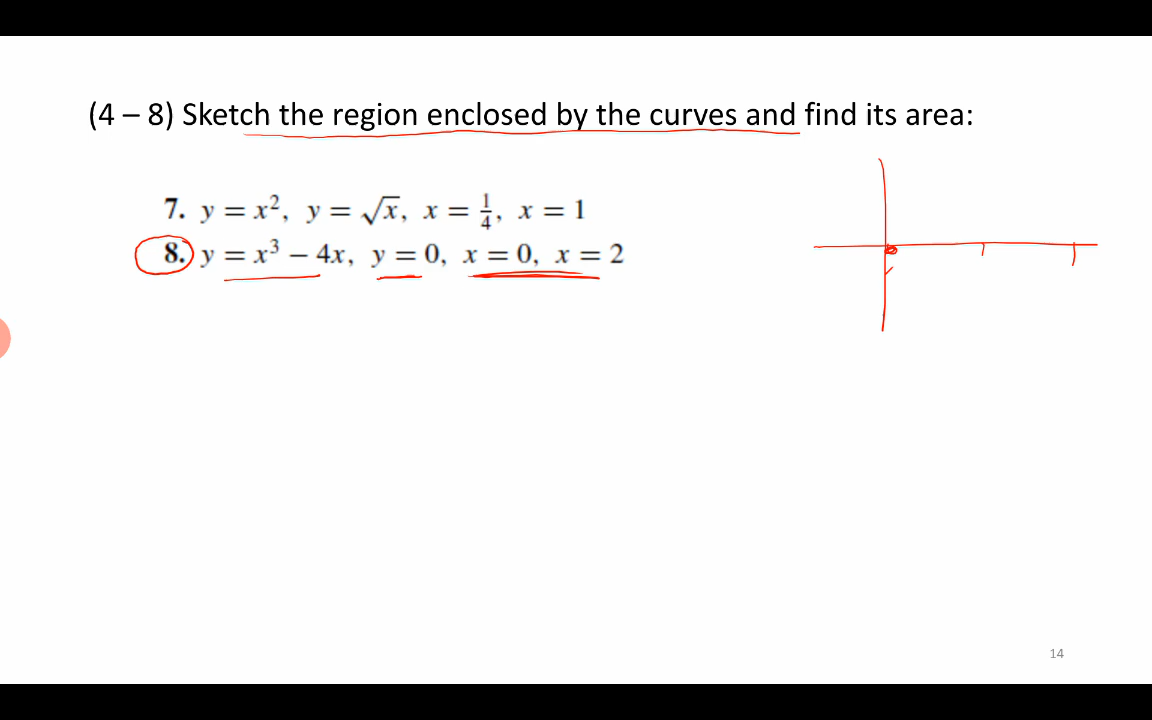 (4 – 8) Sketch the region enclosed by the curves and find its area:
7. y = x², y = √x, x = 1/4, x = 1
8. y = x³ − 4x, y = 0, x = 0, x = 2
14